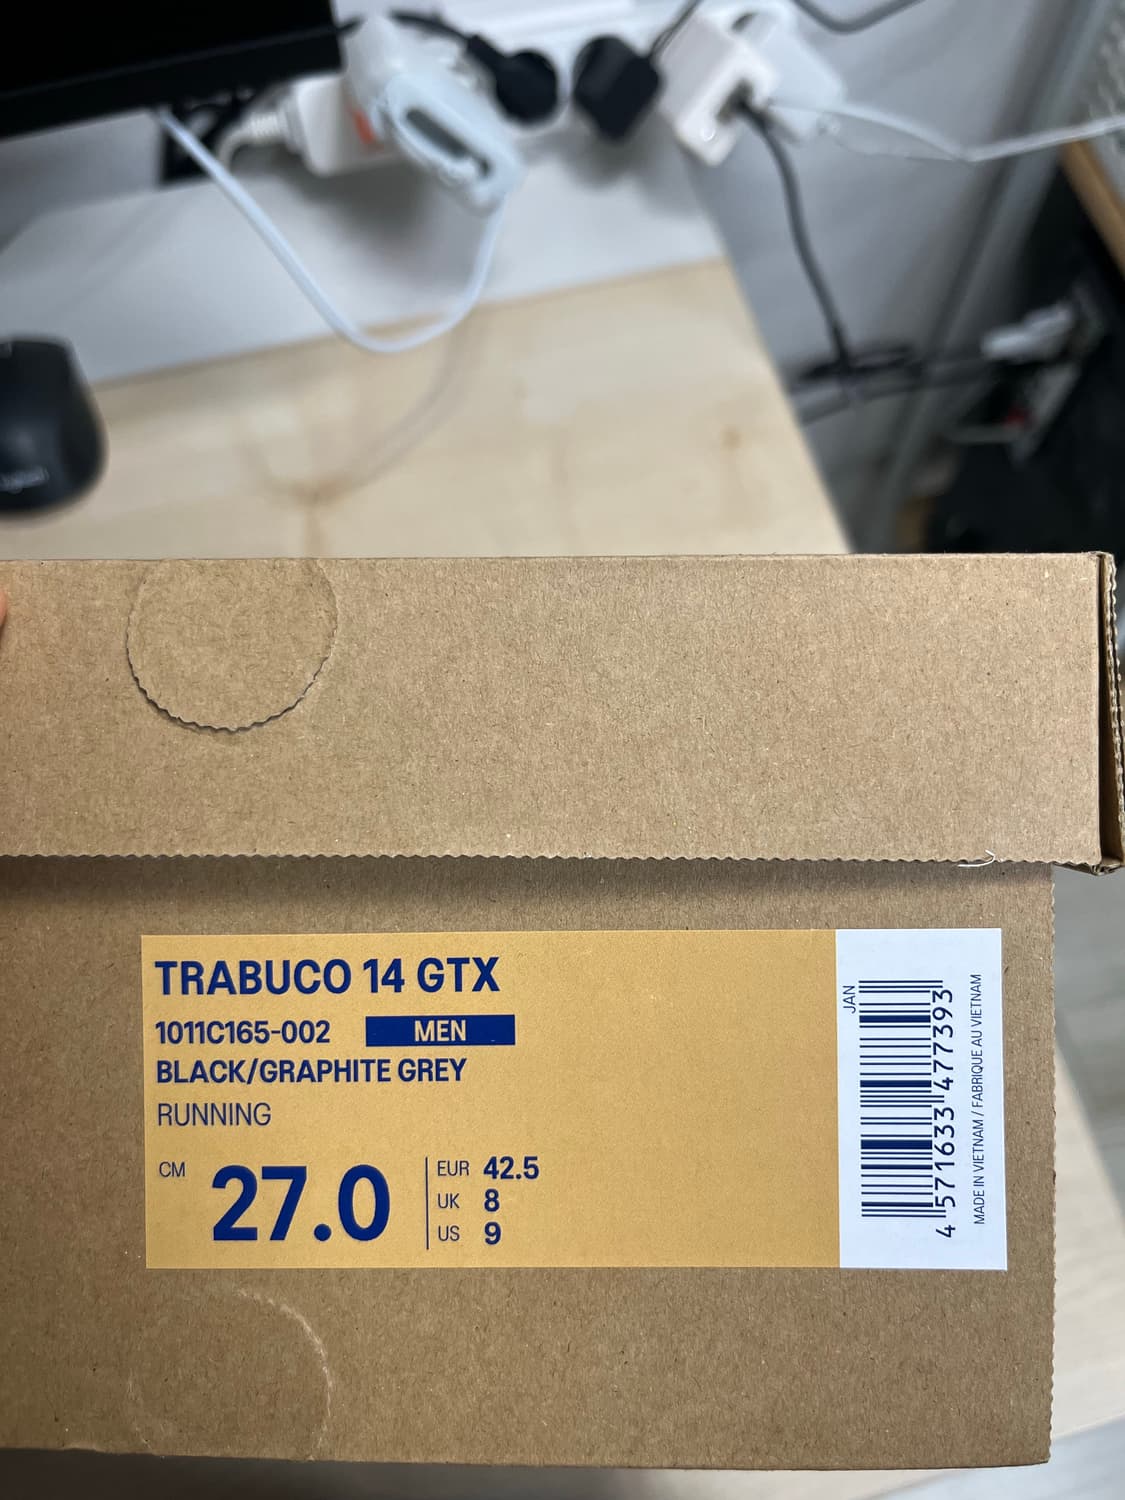 TRABUCO 14 GTX
1011C165-002 MEN
BLACK/GRAPHITE GREY
RUNNING
CM 27.0
EUR 42.5
UK 8
US 9
JAN
4 571633 477393
MADE IN VIETNAM / FABRIQUE AU VIETNAM